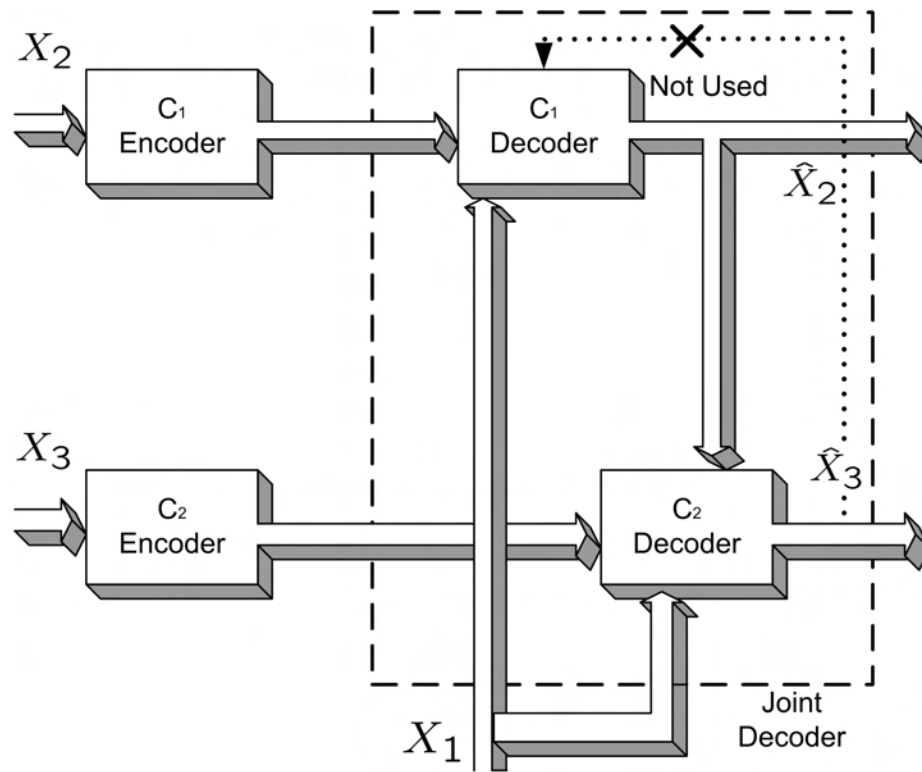 X₂
C₁
Encoder
C₁
Decoder
Not Used
X̂₂
X₃
C₂
Encoder
C₂
Decoder
X̂₃
X₁
Joint
Decoder